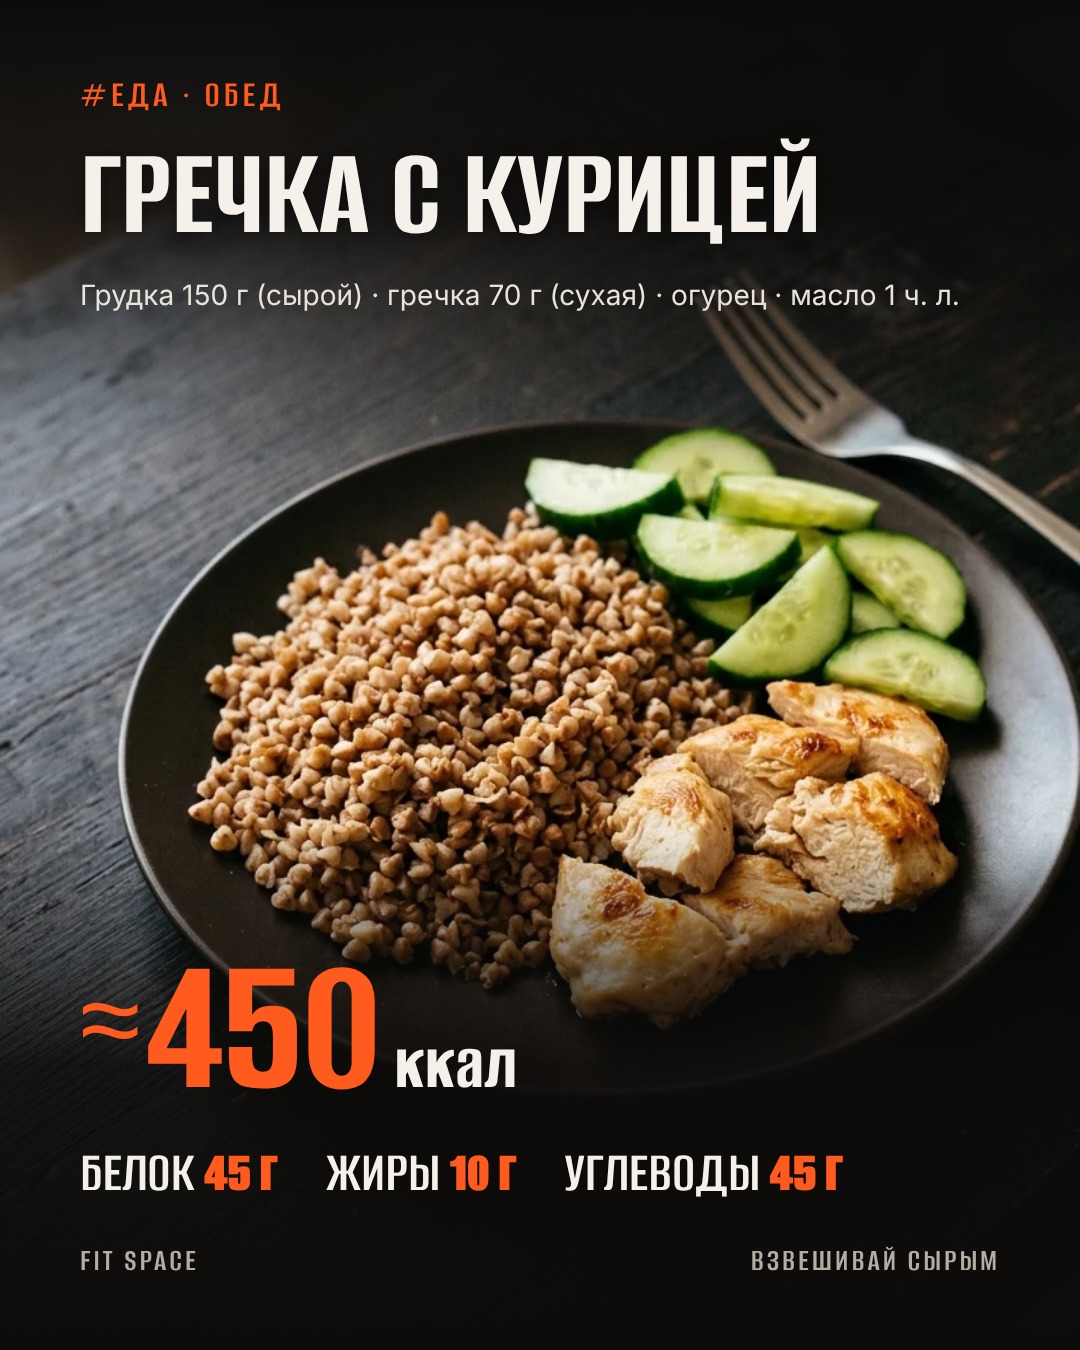 #ЕДА · ОБЕД
ГРЕЧКА С КУРИЦЕЙ
Грудка 150 г (сырой) · гречка 70 г (сухая) · огурец · масло 1 ч. л.
≈450 ккал
БЕЛОК 45 Г ЖИРЫ 10 Г УГЛЕВОДЫ 45 Г
FIT SPACE ВЗВЕШИВАЙ СЫРЫМ